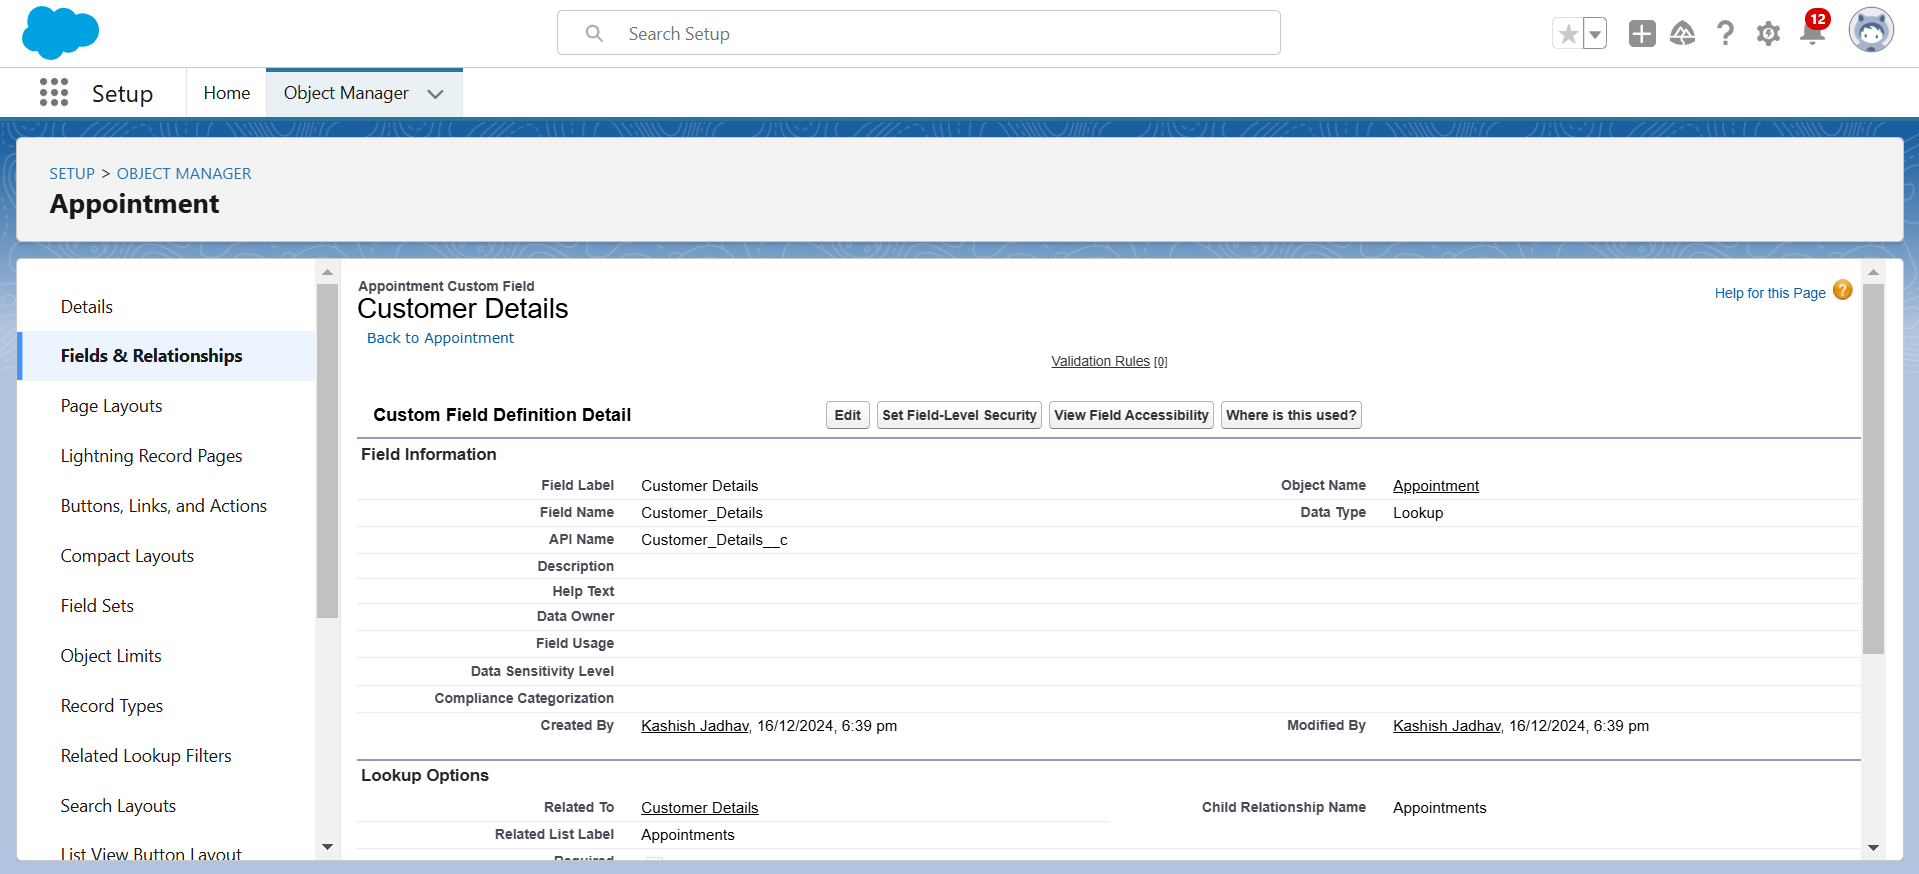 Search Setup
12
Setup
Home
Object Manager
SETUP > OBJECT MANAGER
Appointment
Details
Fields & Relationships
Page Layouts
Lightning Record Pages
Buttons, Links, and Actions
Compact Layouts
Field Sets
Object Limits
Record Types
Related Lookup Filters
Search Layouts
List View Button Layout
Appointment Custom Field
Customer Details
Help for this Page ?
Back to Appointment
Validation Rules [0]
Custom Field Definition Detail
Edit
Set Field-Level Security
View Field Accessibility
Where is this used?
Field Information
Field Label Customer Details Object Name Appointment
Field Name Customer_Details Data Type Lookup
API Name Customer_Details__c
Description
Help Text
Data Owner
Field Usage
Data Sensitivity Level
Compliance Categorization
Created By Kashish Jadhav, 16/12/2024, 6:39 pm Modified By Kashish Jadhav, 16/12/2024, 6:39 pm
Lookup Options
Related To Customer Details Child Relationship Name Appointments
Related List Label Appointments
Required